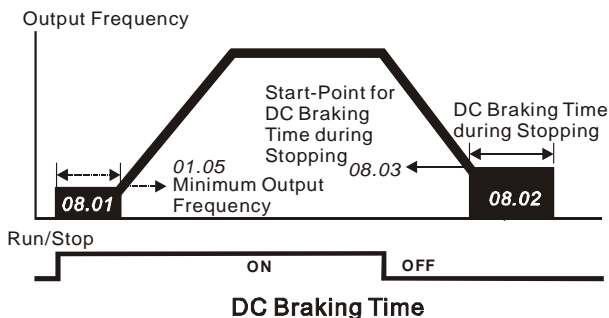 Output Frequency
Start-Point for
DC Braking
Time during
Stopping
08.03
DC Braking Time
during Stopping
01.05
Minimum Output
Frequency
08.01
08.02
Run/Stop
ON
OFF
DC Braking Time